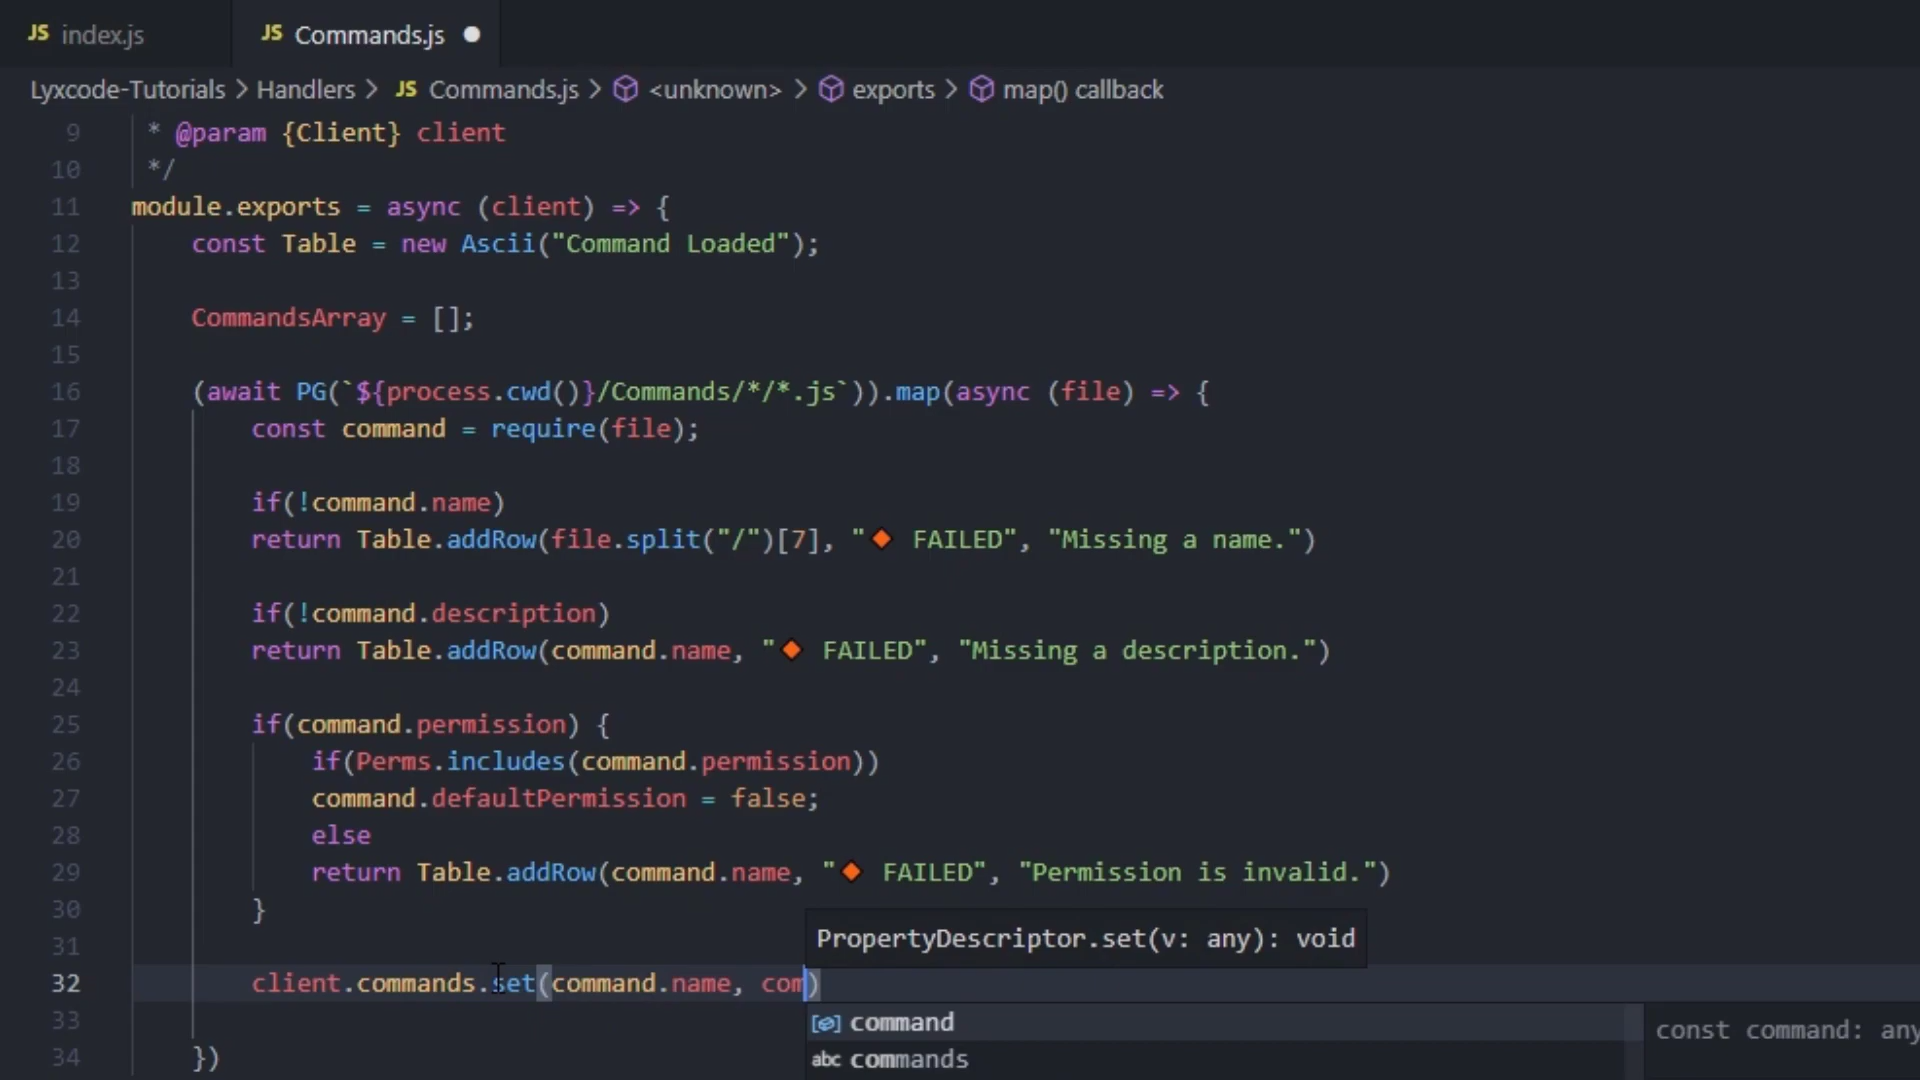 JS index.js
JS Commands.js
Lyxcode-Tutorials > Handlers > JS Commands.js > <unknown> > exports > map() callback
9 * @param {Client} client
10 */
11 module.exports = async (client) => {
12 const Table = new Ascii("Command Loaded");
13
14 CommandsArray = [];
15
16 (await PG(`${process.cwd()}/Commands/*/*.js`)).map(async (file) => {
17 const command = require(file);
18
19 if(!command.name)
20 return Table.addRow(file.split("/")[7], "🔸 FAILED", "Missing a name.")
21
22 if(!command.description)
23 return Table.addRow(command.name, "🔸 FAILED", "Missing a description.")
24
25 if(command.permission) {
26 if(Perms.includes(command.permission))
27 command.defaultPermission = false;
28 else
29 return Table.addRow(command.name, "🔸 FAILED", "Permission is invalid.")
30 }
PropertyDescriptor.set(v: any): void
31
32 client.commands.set(command.name, com)
33
command
const command: any
34 })
abc commands